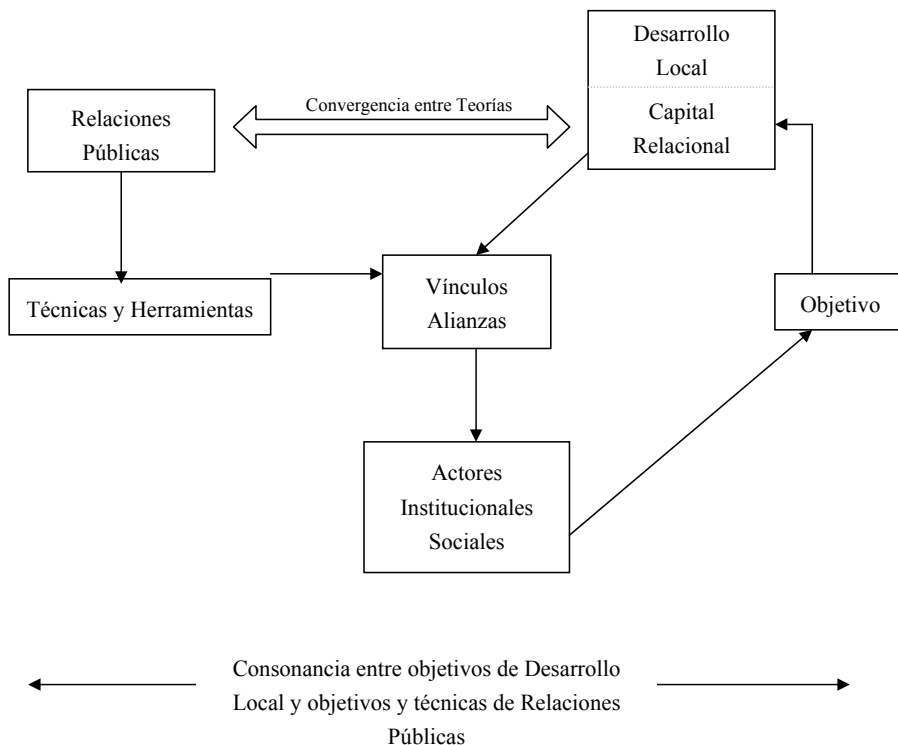 Desarrollo
Local
Capital
Relacional
Convergencia entre Teorías
Relaciones
Públicas
Técnicas y Herramientas
Vínculos
Alianzas
Objetivo
Actores
Institucionales
Sociales
Consonancia entre objetivos de Desarrollo
Local y objetivos y técnicas de Relaciones
Públicas